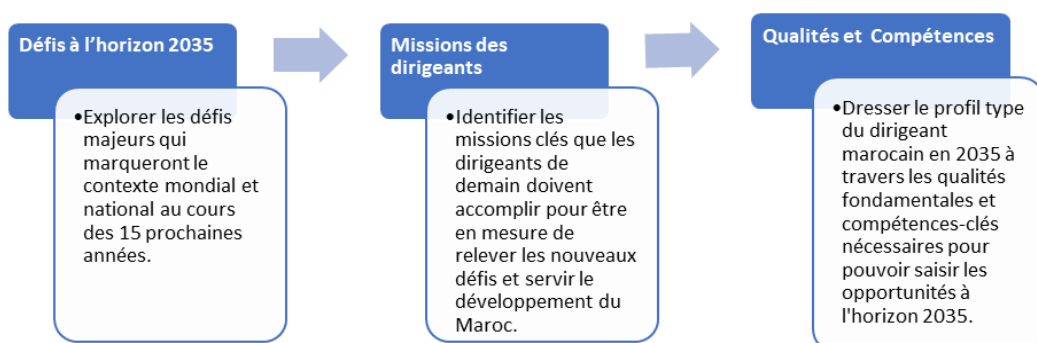 Défis à l’horizon 2035
•Explorer les défis
majeurs qui
marqueront le
contexte mondial et
national au cours
des 15 prochaines
années.
Missions des
dirigeants
•Identifier les
missions clés que les
dirigeants de
demain doivent
accomplir pour être
en mesure de
relever les nouveaux
défis et servir le
développement du
Maroc.
Qualités et Compétences
•Dresser le profil type
du dirigeant
marocain en 2035 à
travers les qualités
fondamentales et
compétences-clés
nécessaires pour
pouvoir saisir les
opportunités à
l'horizon 2035.